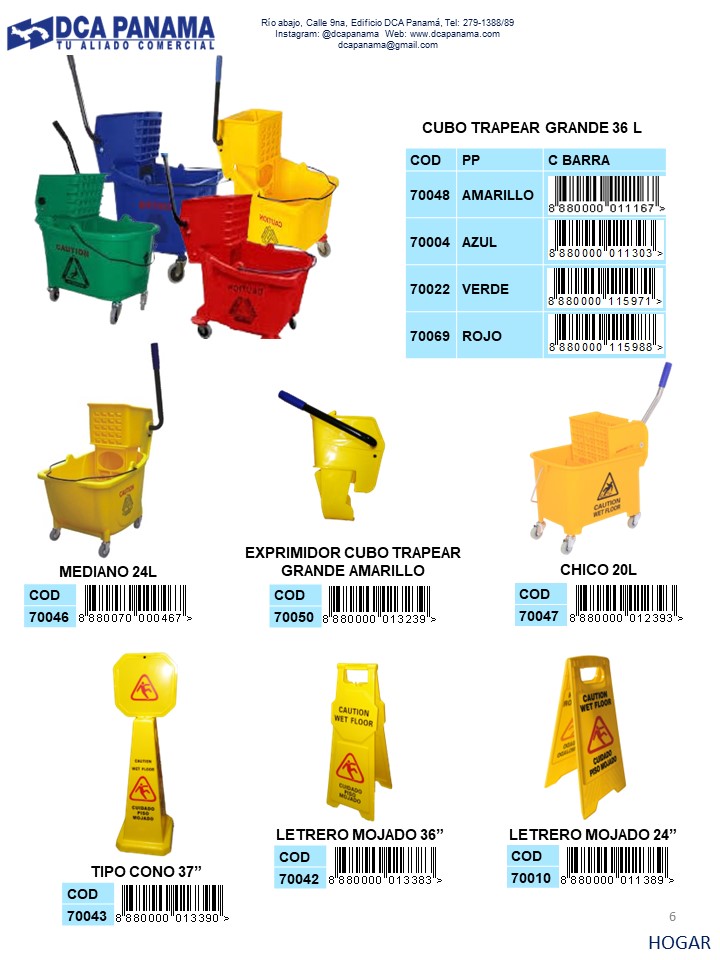 DCA PANAMA
TU ALIADO COMERCIAL
Río abajo, Calle 9na, Edificio DCA Panamá, Tel: 279-1388/89
Instagram: @dcapanama Web: www.dcapanama.com
dcapanama@gmail.com
CUBO TRAPEAR GRANDE 36 L
COD PP C BARRA
70048 AMARILLO 8 880000 011167 >
70004 AZUL 8 880000 011303 >
70022 VERDE 8 880000 115971 >
70069 ROJO 8 880000 115988 >
CAUTION
CAUTION
CAUTION
MEDIANO 24L
COD
70046 8 880070 000467 >
EXPRIMIDOR CUBO TRAPEAR
GRANDE AMARILLO
COD
70050 8 880000 013239 >
CAUTION
WET FLOOR
CHICO 20L
COD
70047 8 880000 012393 >
CAUTION
WET FLOOR
CUIDADO
PISO
MOJADO
TIPO CONO 37”
COD
70043 8 880000 013390 >
CAUTION
WET FLOOR
CUIDADO
PISO
MOJADO
LETRERO MOJADO 36”
COD
70042 8 880000 013383 >
CAUTION
WET FLOOR
CUIDADO
PISO MOJADO
LETRERO MOJADO 24”
COD
70010 8 880000 011389 >
6
HOGAR